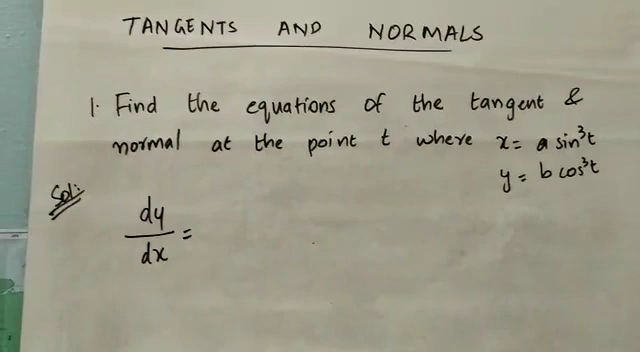 TANGENTS AND NORMALS
1. Find the equations of the tangent &
normal at the point t where x = a sin³t
y = b cos³t
Sol:
dy
dx =